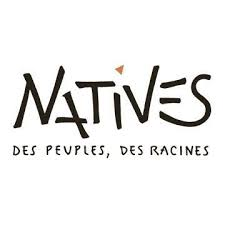 NATIVES
DES PEUPLES, DES RACINES